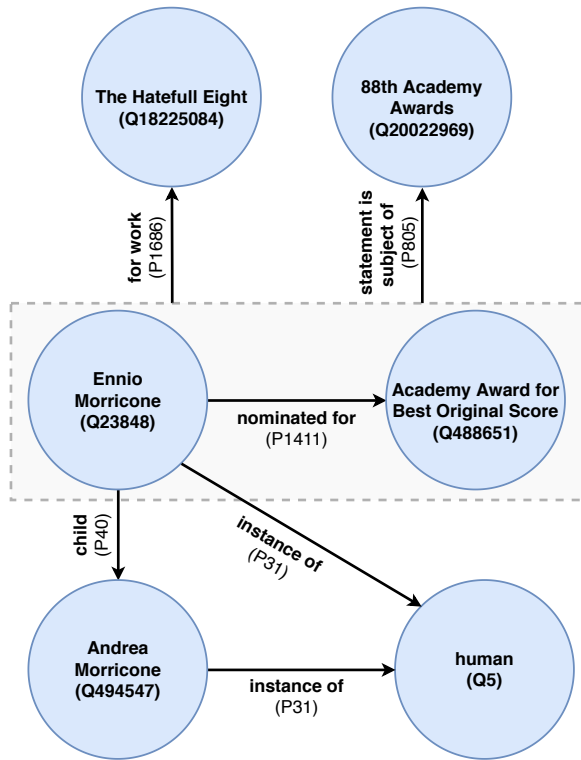 The Hatefull Eight
(Q18225084)
88th Academy
Awards
(Q20022969)
for work
(P1686)
statement is
subject of
(P805)
Ennio
Morricone
(Q23848)
nominated for
(P1411)
Academy Award for
Best Original Score
(Q488651)
child
(P40)
instance of
(P31)
Andrea
Morricone
(Q494547)
instance of
(P31)
human
(Q5)